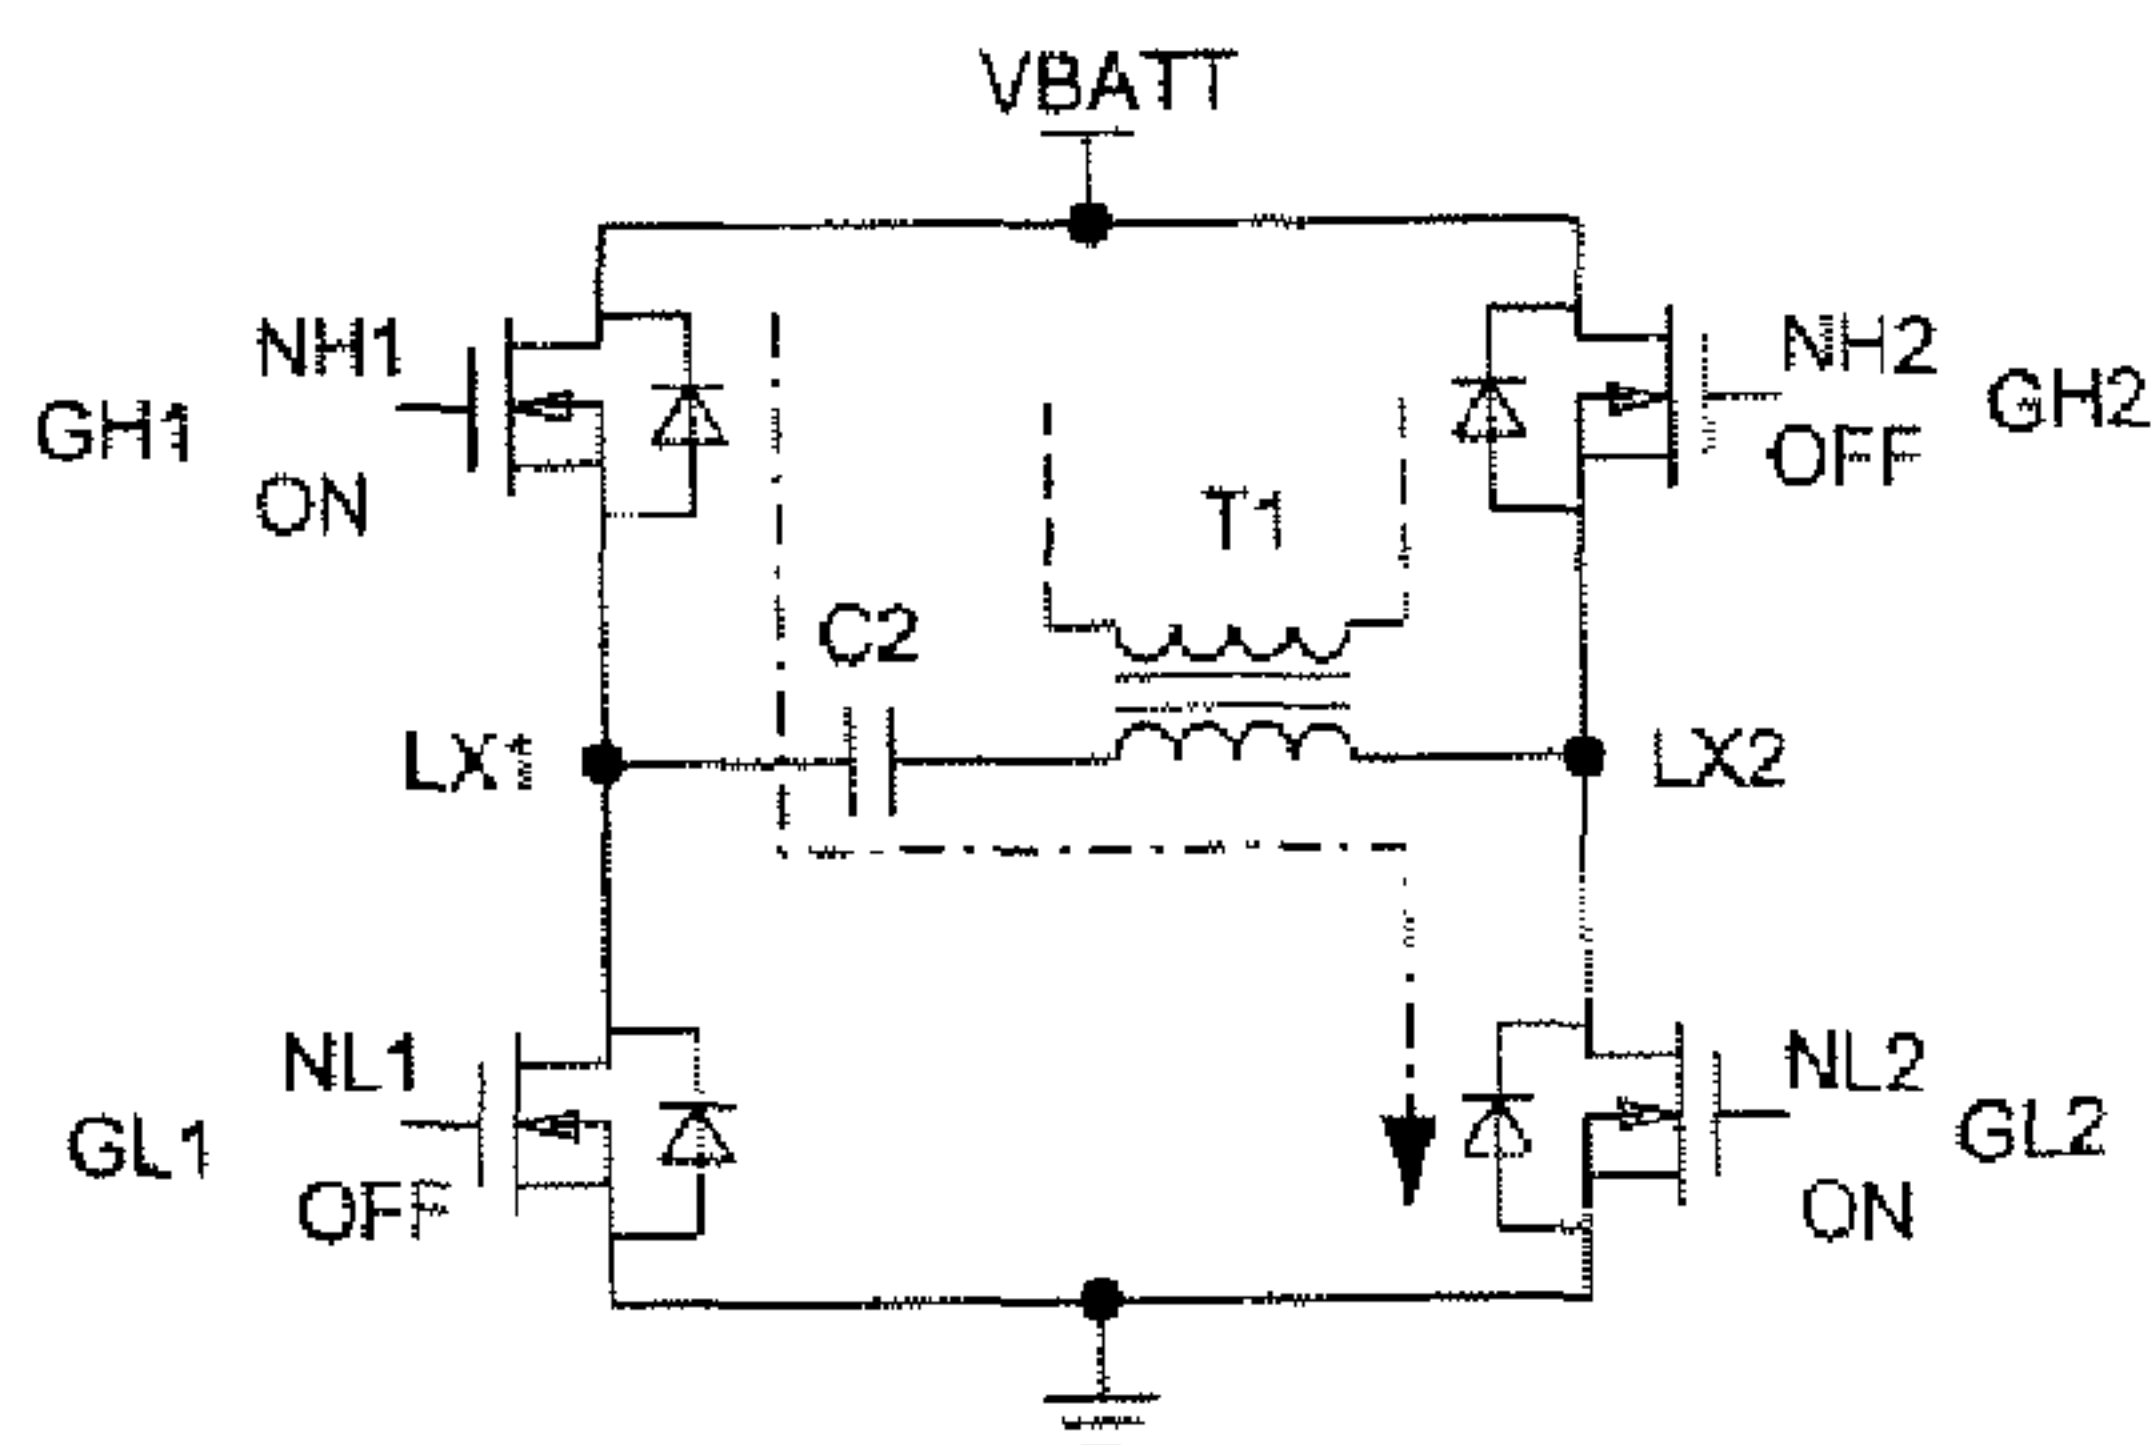 VBATT
NH1
NH2
GH1
GH2
ON
OFF
T1
C2
LX1
LX2
NL1
NL2
GL1
GL2
OFF
ON